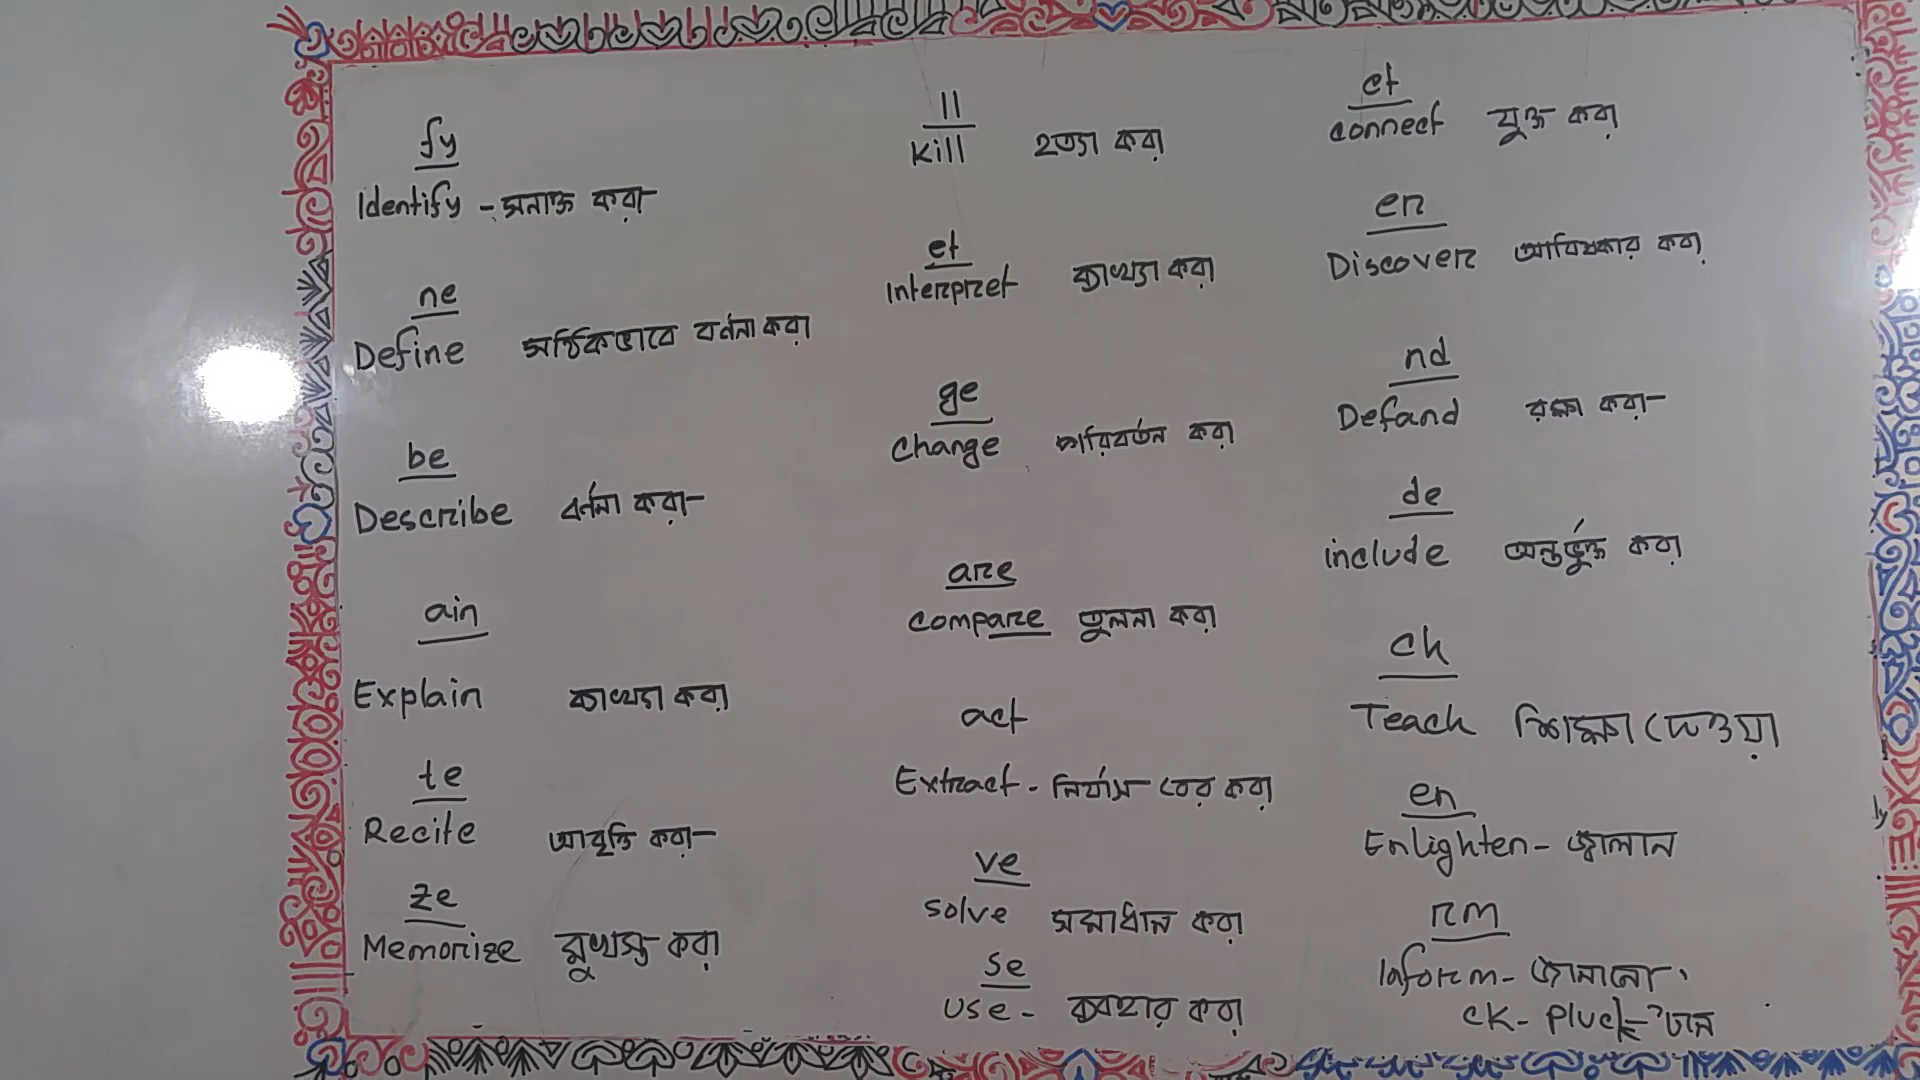 fy
Identify - সনাক্ত করা
ne
Define সঠিকভাবে বর্ণনা করা
be
Describe বর্ণনা করা
ain
Explain ব্যাখ্যা করা
te
Recite আবৃত্তি করা
ze
Memorize মুখস্ত করা
ll
Kill হত্যা করা
et
Interpret ব্যাখ্যা করা
ge
Change পরিবর্তন করা
are
compare তুলনা করা
act
Extract - নির্যাস বের করা
ve
solve সমাধান করা
se
use - ব্যবহার করা
ct
connect যুক্ত করা
er
Discover আবিষ্কার করা
nd
Defand রক্ষা করা
de
include অন্তর্ভুক্ত করা
ch
Teach শিক্ষা দেওয়া
en
Enlighten - জ্বালান
rm
Inform - জানানো
ck - pluck -